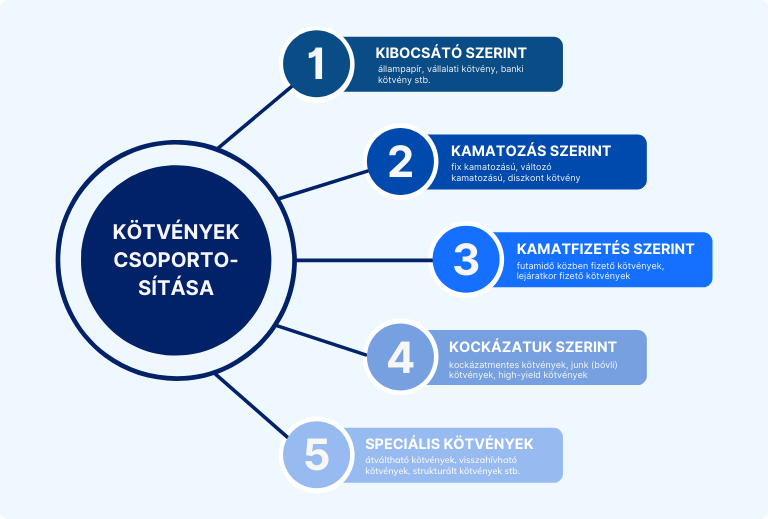 KÖTVÉNYEK
CSOPORTO-
SÍTÁSA
1
KIBOCSÁTÓ SZERINT
állampapír, vállalati kötvény, banki
kötvény stb.
2
KAMATOZÁS SZERINT
fix kamatozású, változó
kamatozású, diszkont kötvény
3
KAMATFIZETÉS SZERINT
futamidő közben fizető kötvények,
lejáratkor fizető kötvények
4
KOCKÁZATUK SZERINT
kockázatmentes kötvények, junk (bóvli)
kötvények, high-yield kötvények
5
SPECIÁLIS KÖTVÉNYEK
átváltható kötvények, visszahívható
kötvények, strukturált kötvények stb.